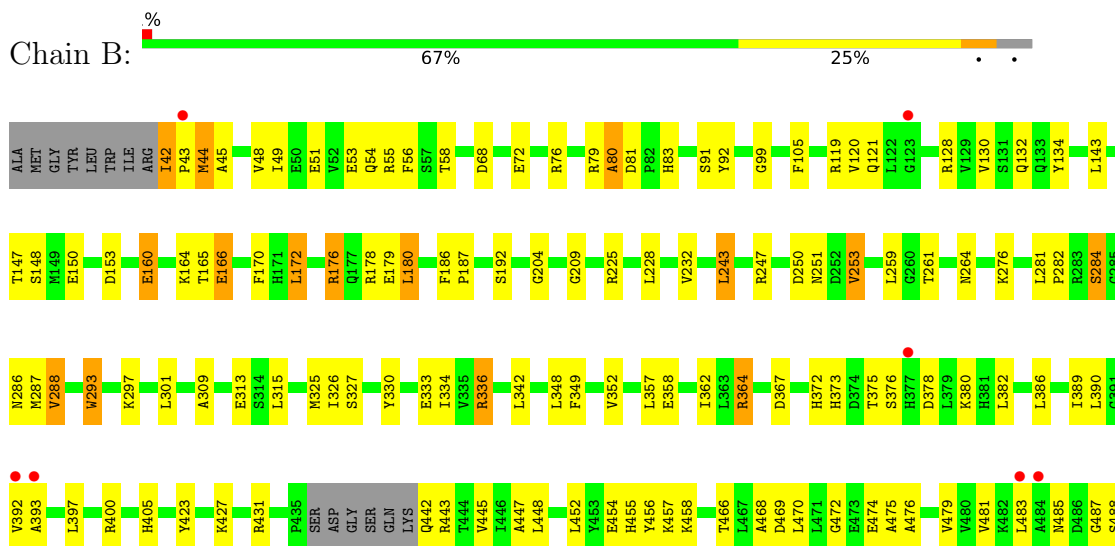 %
Chain B:
67% 25% • •
ALA MET GLY TYR LEU TRP ILE ARG I42 P43 M44 A45 V48 I49 E50 E51 V52 E53 Q54 R55 F56 S57 T58 D68 E72 R76 R79 A80 D81 P82 H83 S91 Y92 G99 F105 R119 V120 Q121 L122 G123 R128 V129 V130 S131 Q132 Q133 Y134 L143
T147 S148 M149 E150 D153 E160 K164 T165 E166 F170 H171 L172 R176 Q177 R178 E179 L180 F186 P187 S192 G204 G209 R225 L228 V232 L243 R247 D250 N251 D252 V253 L259 G260 T261 N264 K276 L281 P282 R283 S284 G285
N286 M287 V288 W293 K297 L301 A309 E313 S314 L315 M325 I326 S327 Y330 E333 I334 V335 R336 L342 L348 F349 V352 L357 E358 I362 L363 R364 D367 H372 H373 D374 T375 S376 H377 D378 L379 K380 H381 L382 L386 I389 L390 G391
V392 A393 L397 R400 H405 Y423 K427 R431 P435 SER ASP GLY SER GLN LYS Q442 R443 T444 V445 I446 A447 L448 L452 Y453 E454 H455 Y456 K457 K458 T466 L467 A468 D469 L470 L471 G472 E473 E474 A475 A476 V479 V480 V481 K482 L483 A484 N485 D486 G487